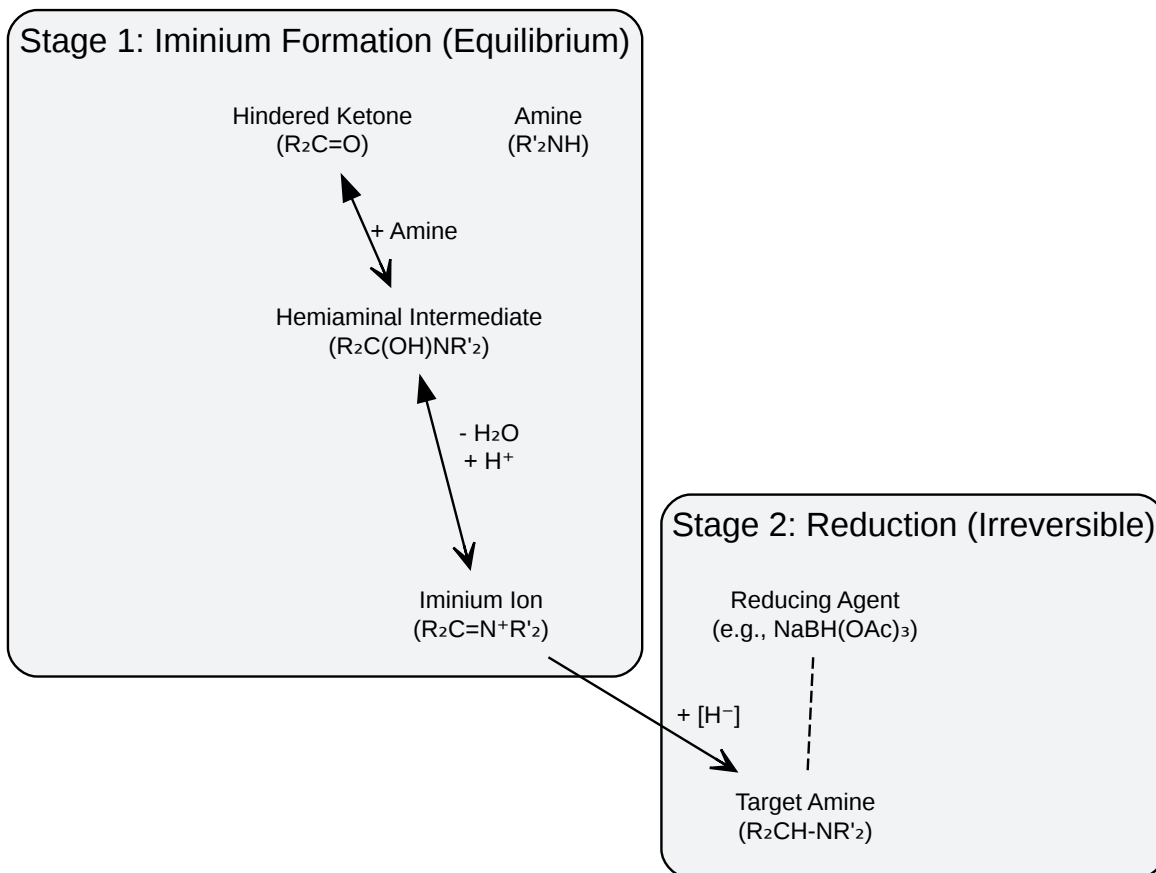 Stage 1: Iminium Formation (Equilibrium)
Hindered Ketone
(R₂C=O)
Amine
(R'₂NH)
+ Amine
Hemiaminal Intermediate
(R₂C(OH)NR'₂)
- H₂O
+ H⁺
Iminium Ion
(R₂C=N⁺R'₂)
Stage 2: Reduction (Irreversible)
Reducing Agent
(e.g., NaBH(OAc)₃)
+ [H⁻]
Target Amine
(R₂CH-NR'₂)